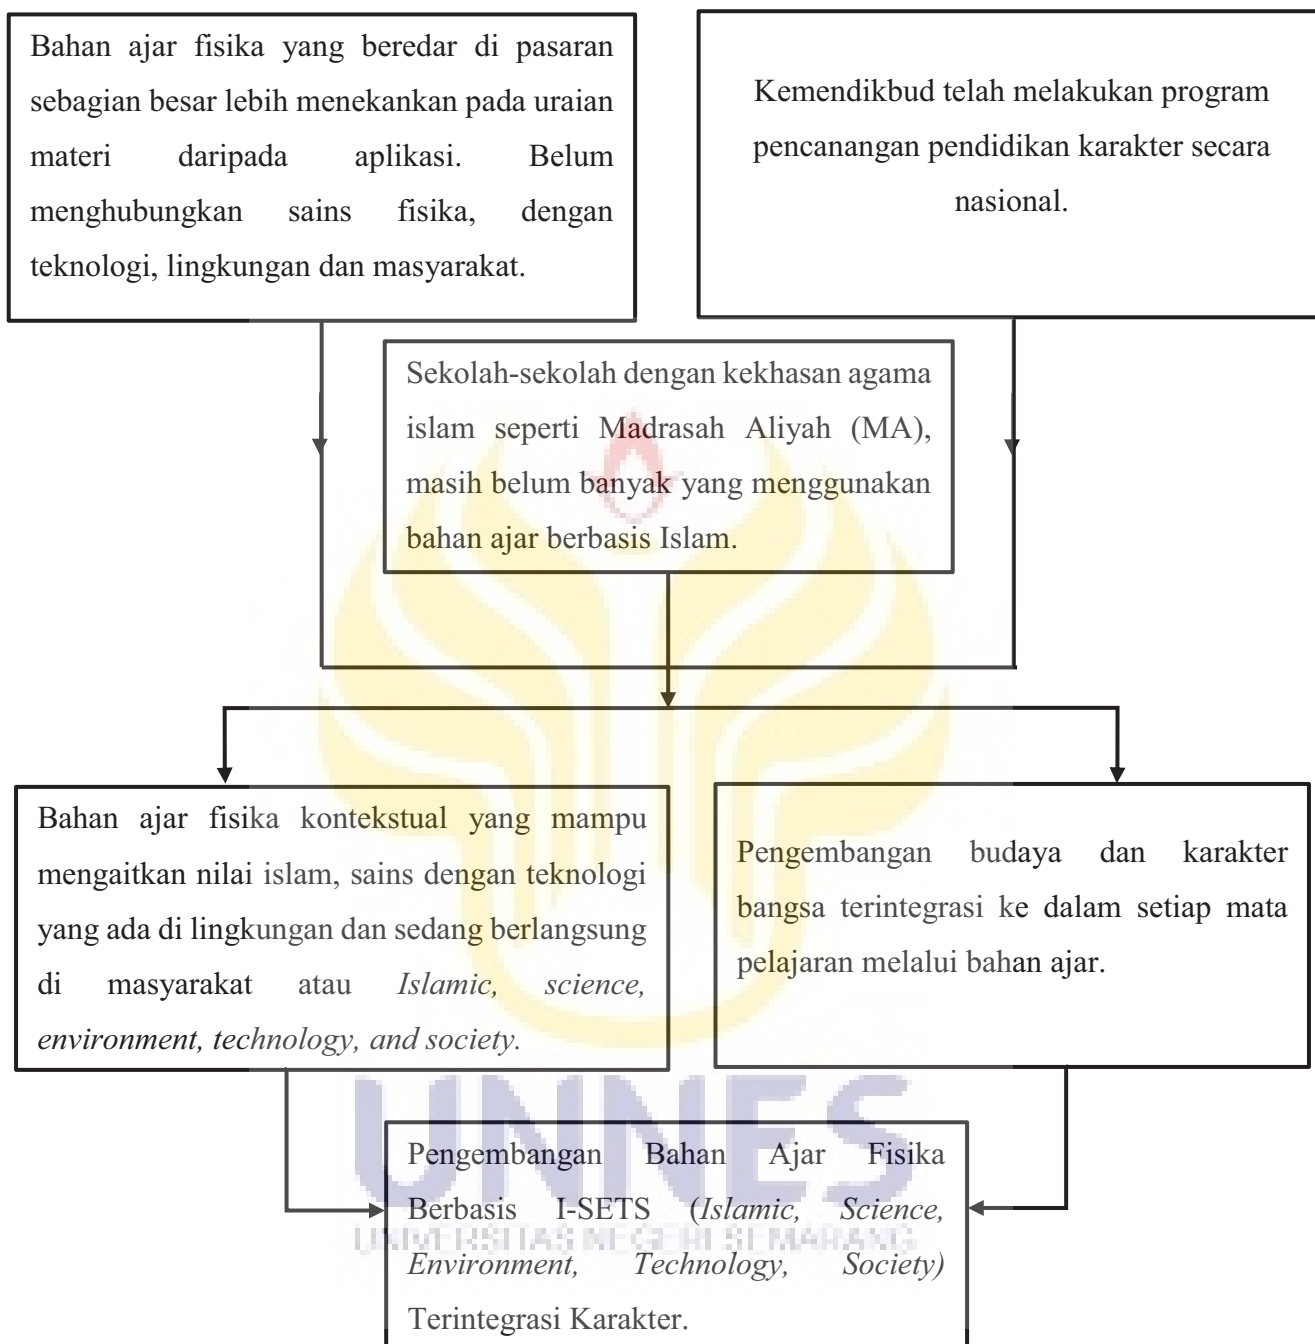 Bahan ajar fisika yang beredar di pasaran
sebagian besar lebih menekankan pada uraian
materi daripada aplikasi. Belum
menghubungkan sains fisika, dengan
teknologi, lingkungan dan masyarakat.
Kemendikbud telah melakukan program
pencanangan pendidikan karakter secara
nasional.
Sekolah-sekolah dengan kekhasan agama
islam seperti Madrasah Aliyah (MA),
masih belum banyak yang menggunakan
bahan ajar berbasis Islam.
Bahan ajar fisika kontekstual yang mampu
mengaitkan nilai islam, sains dengan teknologi
yang ada di lingkungan dan sedang berlangsung
di masyarakat atau Islamic, science,
environment, technology, and society.
Pengembangan budaya dan karakter
bangsa terintegrasi ke dalam setiap mata
pelajaran melalui bahan ajar.
UNNES
Pengembangan Bahan Ajar Fisika
Berbasis I-SETS (Islamic, Science,
UNIVERSITAS NEGERI SEMARANG
Environment, Technology, Society)
Terintegrasi Karakter.